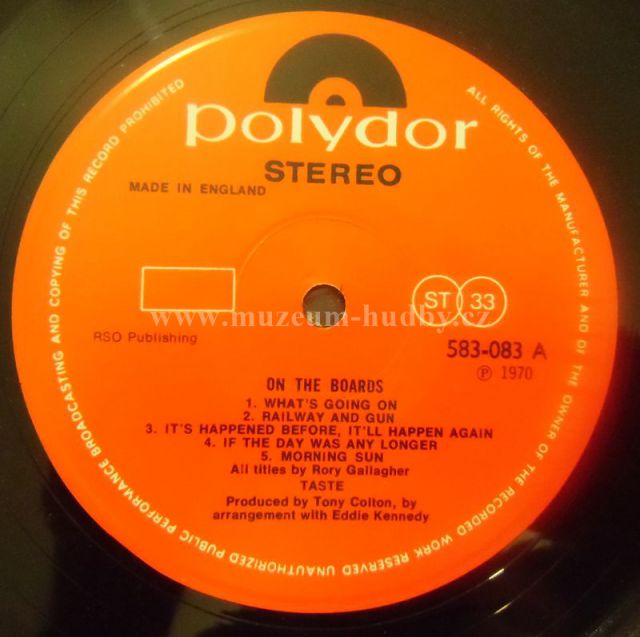 polydor
STEREO
MADE IN ENGLAND
ST 33
RSO Publishing
583-083 A
℗ 1970
ON THE BOARDS
1. WHAT'S GOING ON
2. RAILWAY AND GUN
3. IT'S HAPPENED BEFORE, IT'LL HAPPEN AGAIN
4. IF THE DAY WAS ANY LONGER
5. MORNING SUN
All titles by Rory Gallagher
TASTE
Produced by Tony Colton, by
arrangement with Eddie Kennedy
ALL RIGHTS OF THE MANUFACTURER AND OF THE OWNER OF THE RECORDED WORK RESERVED UNAUTHORIZED PUBLIC PERFORMANCE BROADCASTING AND COPYING OF THIS RECORD PROHIBITED
www.muzeum-hudby.cz